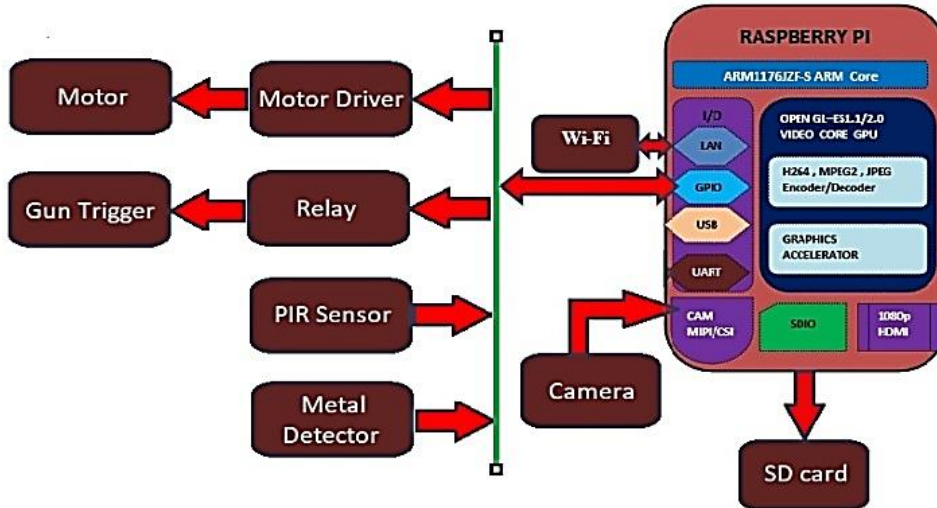 RASPBERRY PI
ARM1176JZF-S ARM Core
Motor
Motor Driver
Wi-Fi
I/D
LAN
GPIO
USB
UART
OPEN GL-ES1.1/2.0
VIDEO CORE GPU
H264 , MPEG2 , JPEG
Encoder/Decoder
GRAPHICS
ACCELERATOR
Gun Trigger
Relay
PIR Sensor
CAM
MIPI/CSI
SDIO
1080p
HDMI
Metal
Detector
Camera
SD card